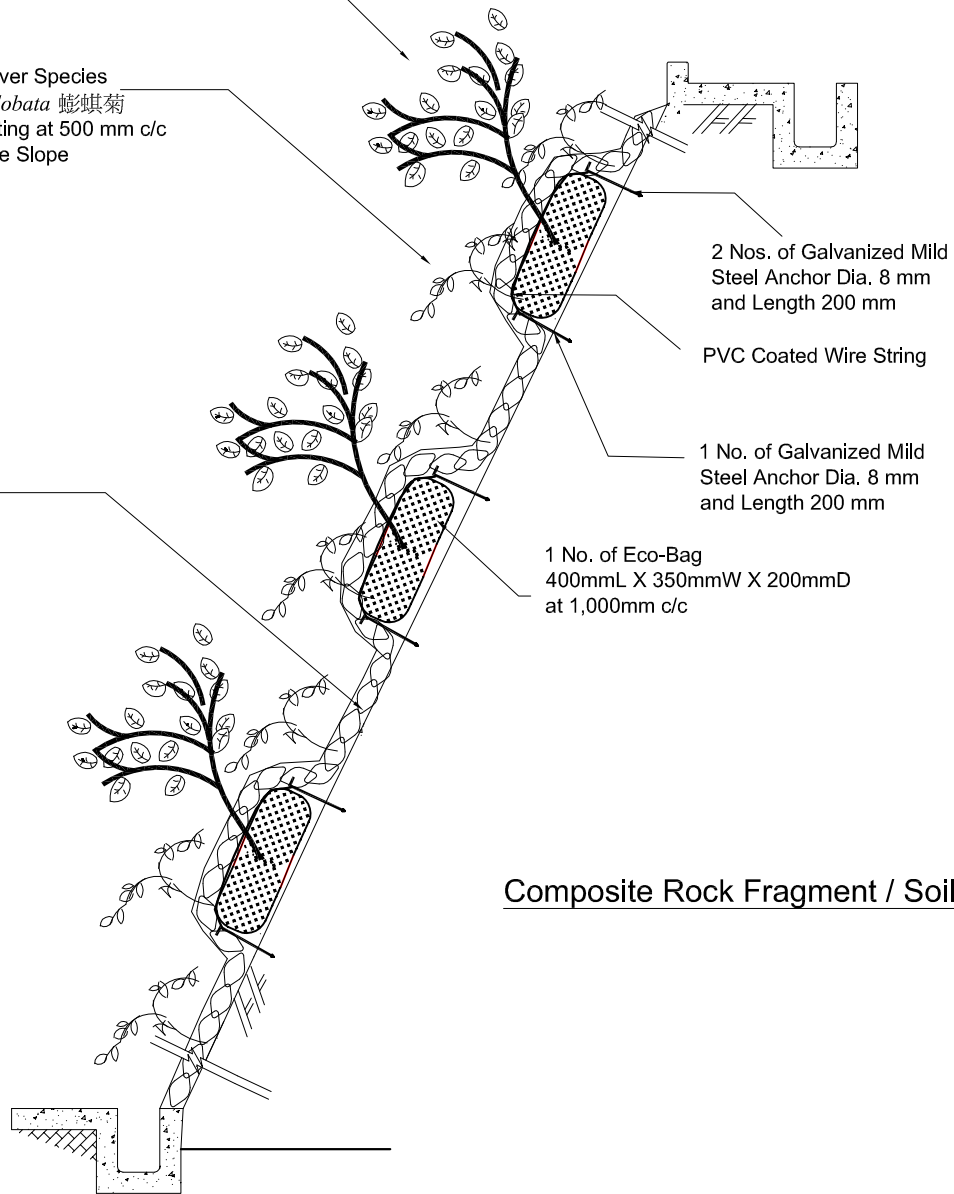 ver Species
lobata 蟛蜞菊
ting at 500 mm c/c
e Slope
2 Nos. of Galvanized Mild
Steel Anchor Dia. 8 mm
and Length 200 mm
PVC Coated Wire String
1 No. of Galvanized Mild
Steel Anchor Dia. 8 mm
and Length 200 mm
1 No. of Eco-Bag
400mmL X 350mmW X 200mmD
at 1,000mm c/c
Composite Rock Fragment / Soil